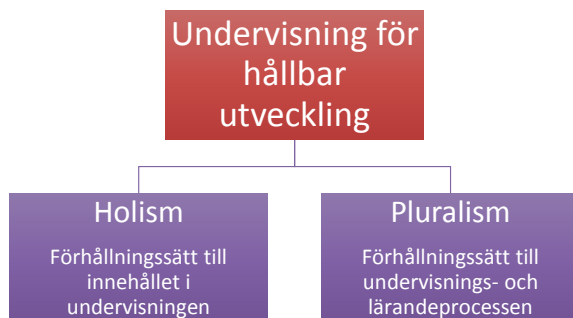 Undervisning för
hållbar
utveckling
Holism
Förhållningssätt till
innehållet i
undervisningen
Pluralism
Förhållningssätt till
undervisnings- och
lärandeprocessen